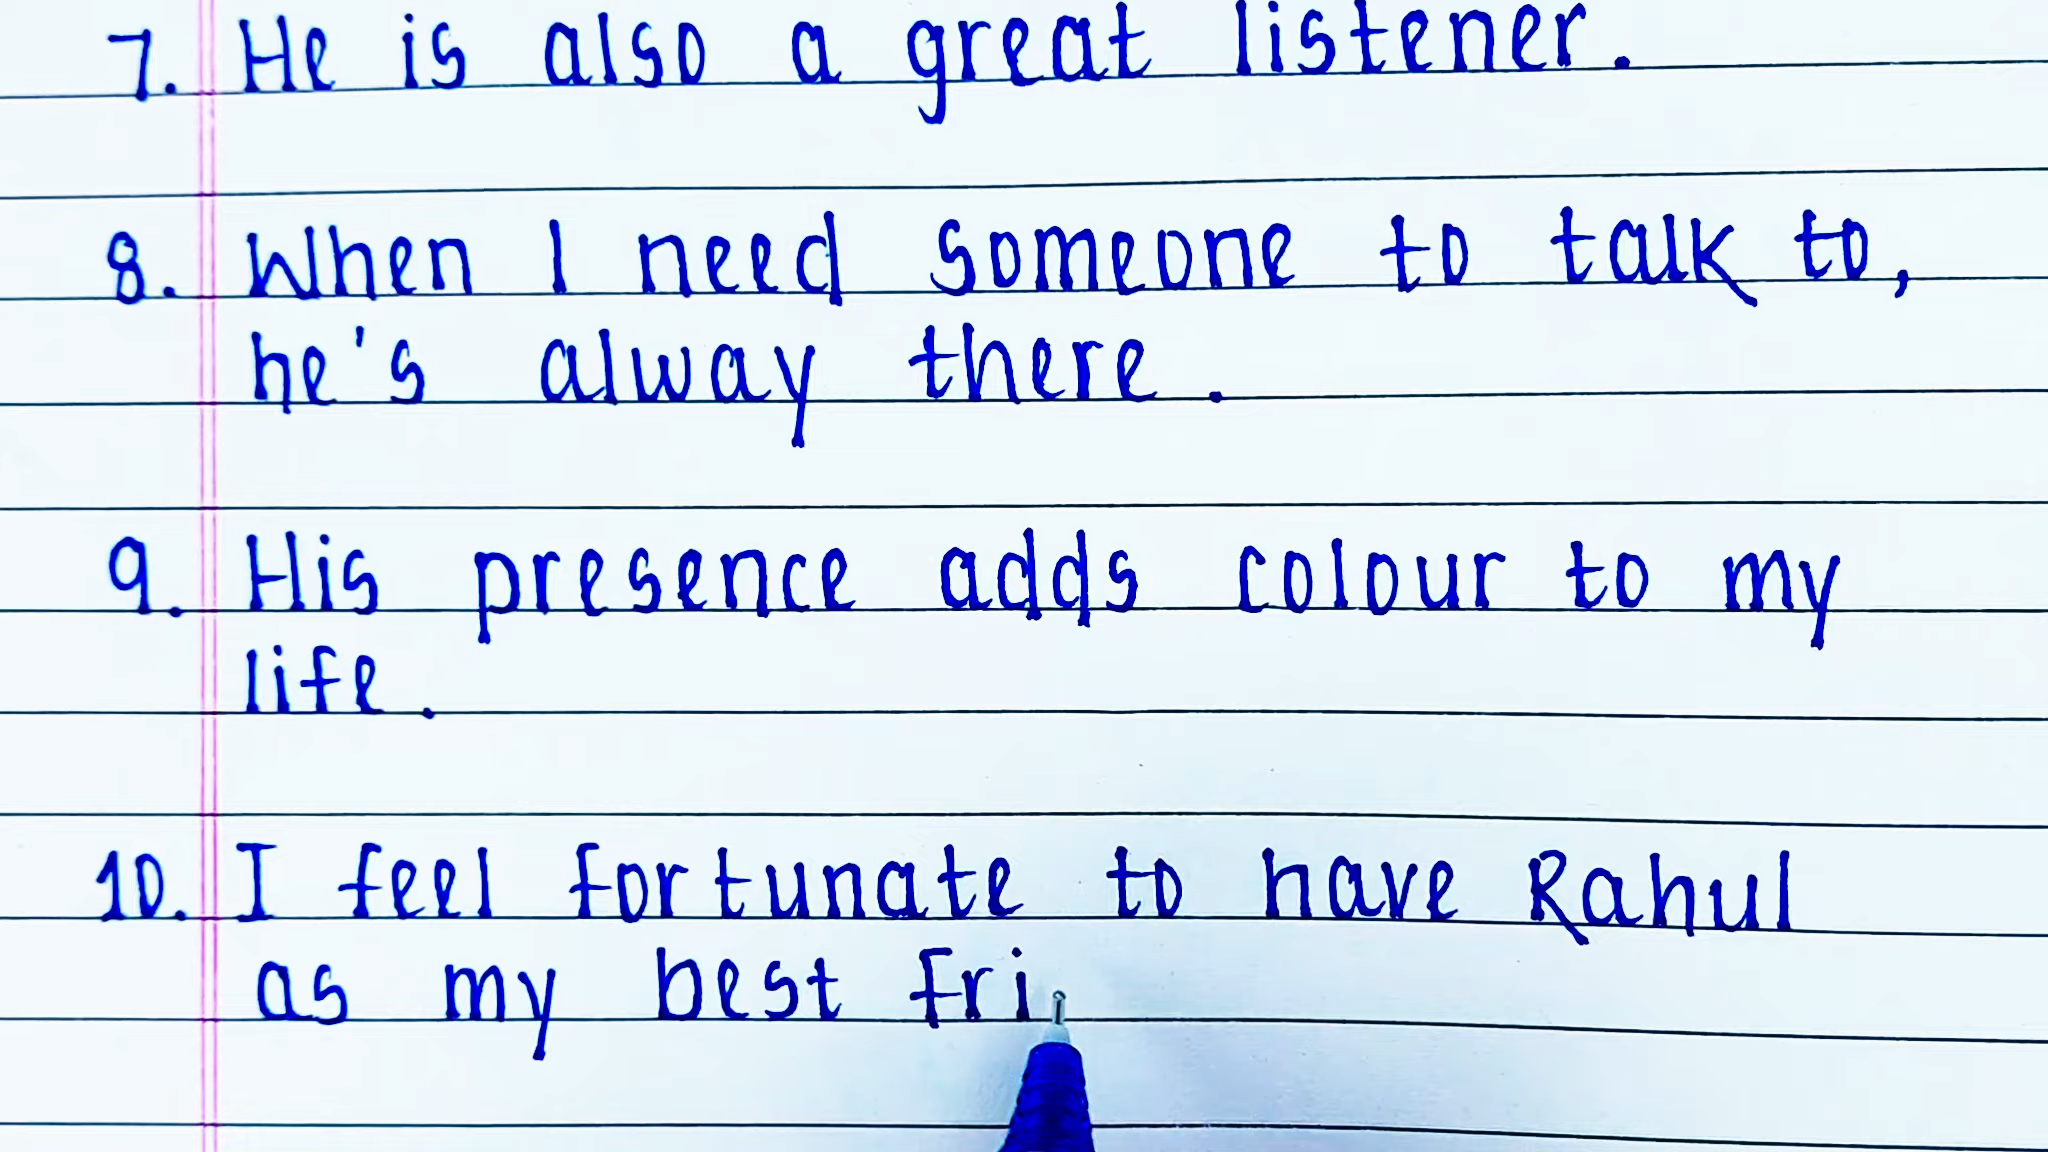 7. He is also a great listener.
8. When I need someone to talk to,
he's alway there.
9. His presence adds colour to my
life.
10. I feel fortunate to have Rahul
as my best fri